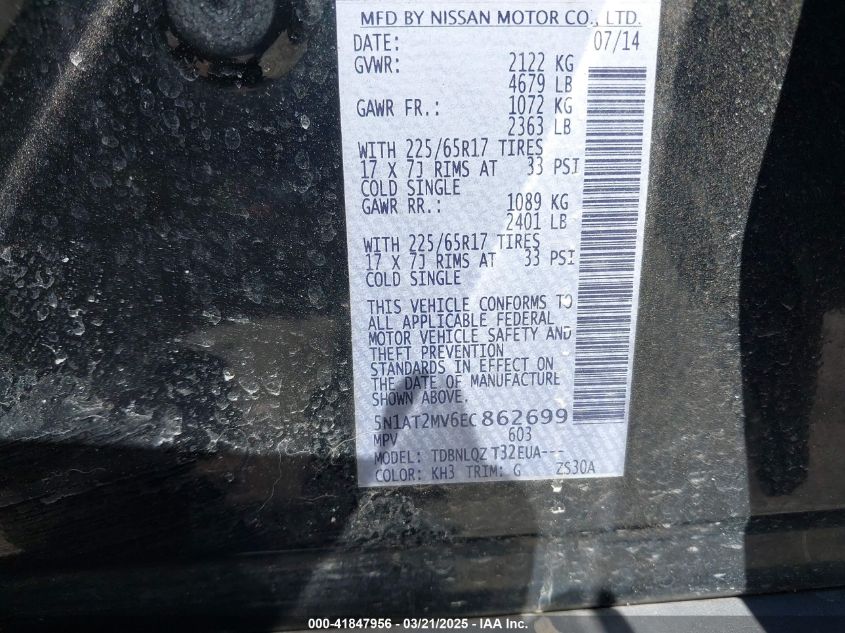 MFD BY NISSAN MOTOR CO., LTD.
DATE: 07/14
GVWR: 2122 KG
4679 LB
GAWR FR.: 1072 KG
2363 LB
WITH 225/65R17 TIRES
17 X 7J RIMS AT 33 PSI
COLD SINGLE
GAWR RR.: 1089 KG
2401 LB
WITH 225/65R17 TIRES
17 X 7J RIMS AT 33 PSI
COLD SINGLE
THIS VEHICLE CONFORMS TO
ALL APPLICABLE FEDERAL
MOTOR VEHICLE SAFETY AND
THEFT PREVENTION
STANDARDS IN EFFECT ON
THE DATE OF MANUFACTURE
SHOWN ABOVE.
5N1AT2MV6EC862699
MPV 603
MODEL: TDBNLQZ T32EUA---
COLOR: KH3 TRIM: G ZS30A
000-41847956 - 03/21/2025 - IAA Inc.